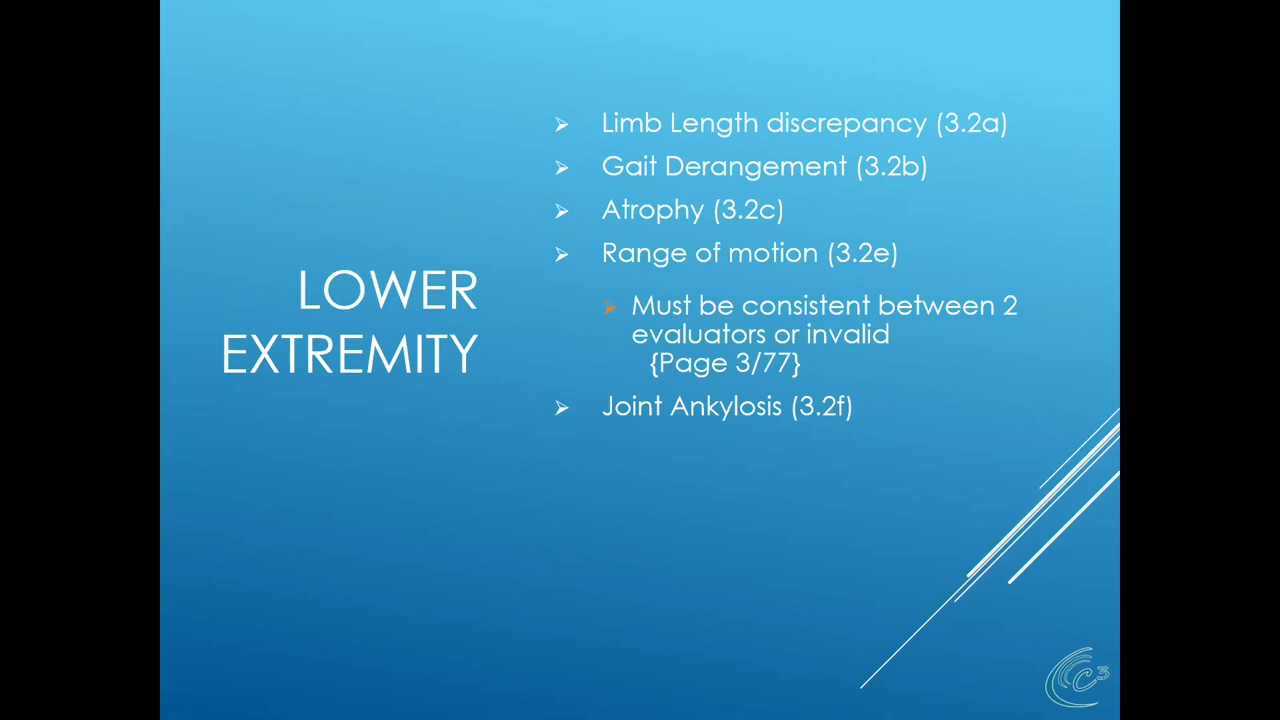 LOWER
EXTREMITY
Limb Length discrepancy (3.2a)
Gait Derangement (3.2b)
Atrophy (3.2c)
Range of motion (3.2e)
Must be consistent between 2
evaluators or invalid
{Page 3/77}
Joint Ankylosis (3.2f)
C3